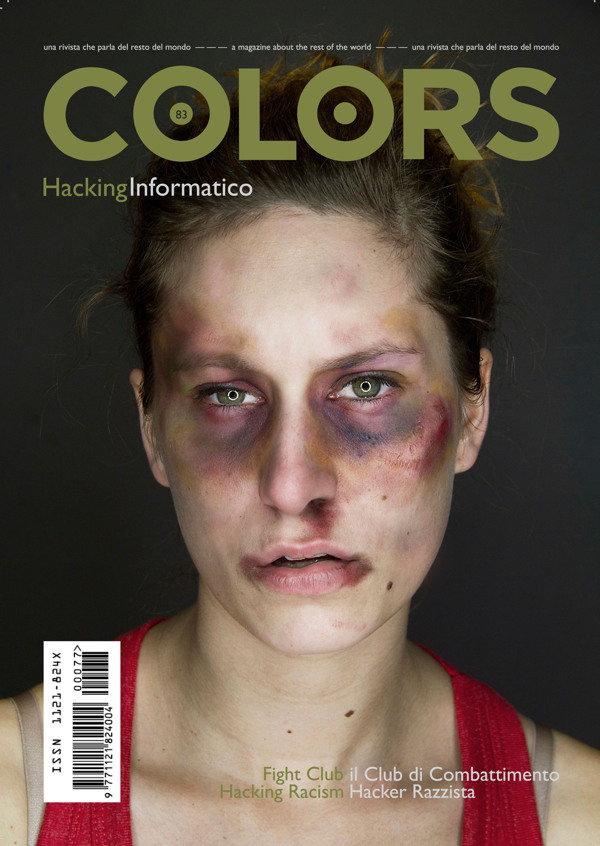 una rivista che parla del resto del mondo — — — a magazine about the rest of the world — — — una rivista che parla del resto del mondo
COLORS
83
HackingInformatico
ISSN 1121-824X
00077>
9 771121 824004
Fight Club il Club di Combattimento
Hacking Racism Hacker Razzista